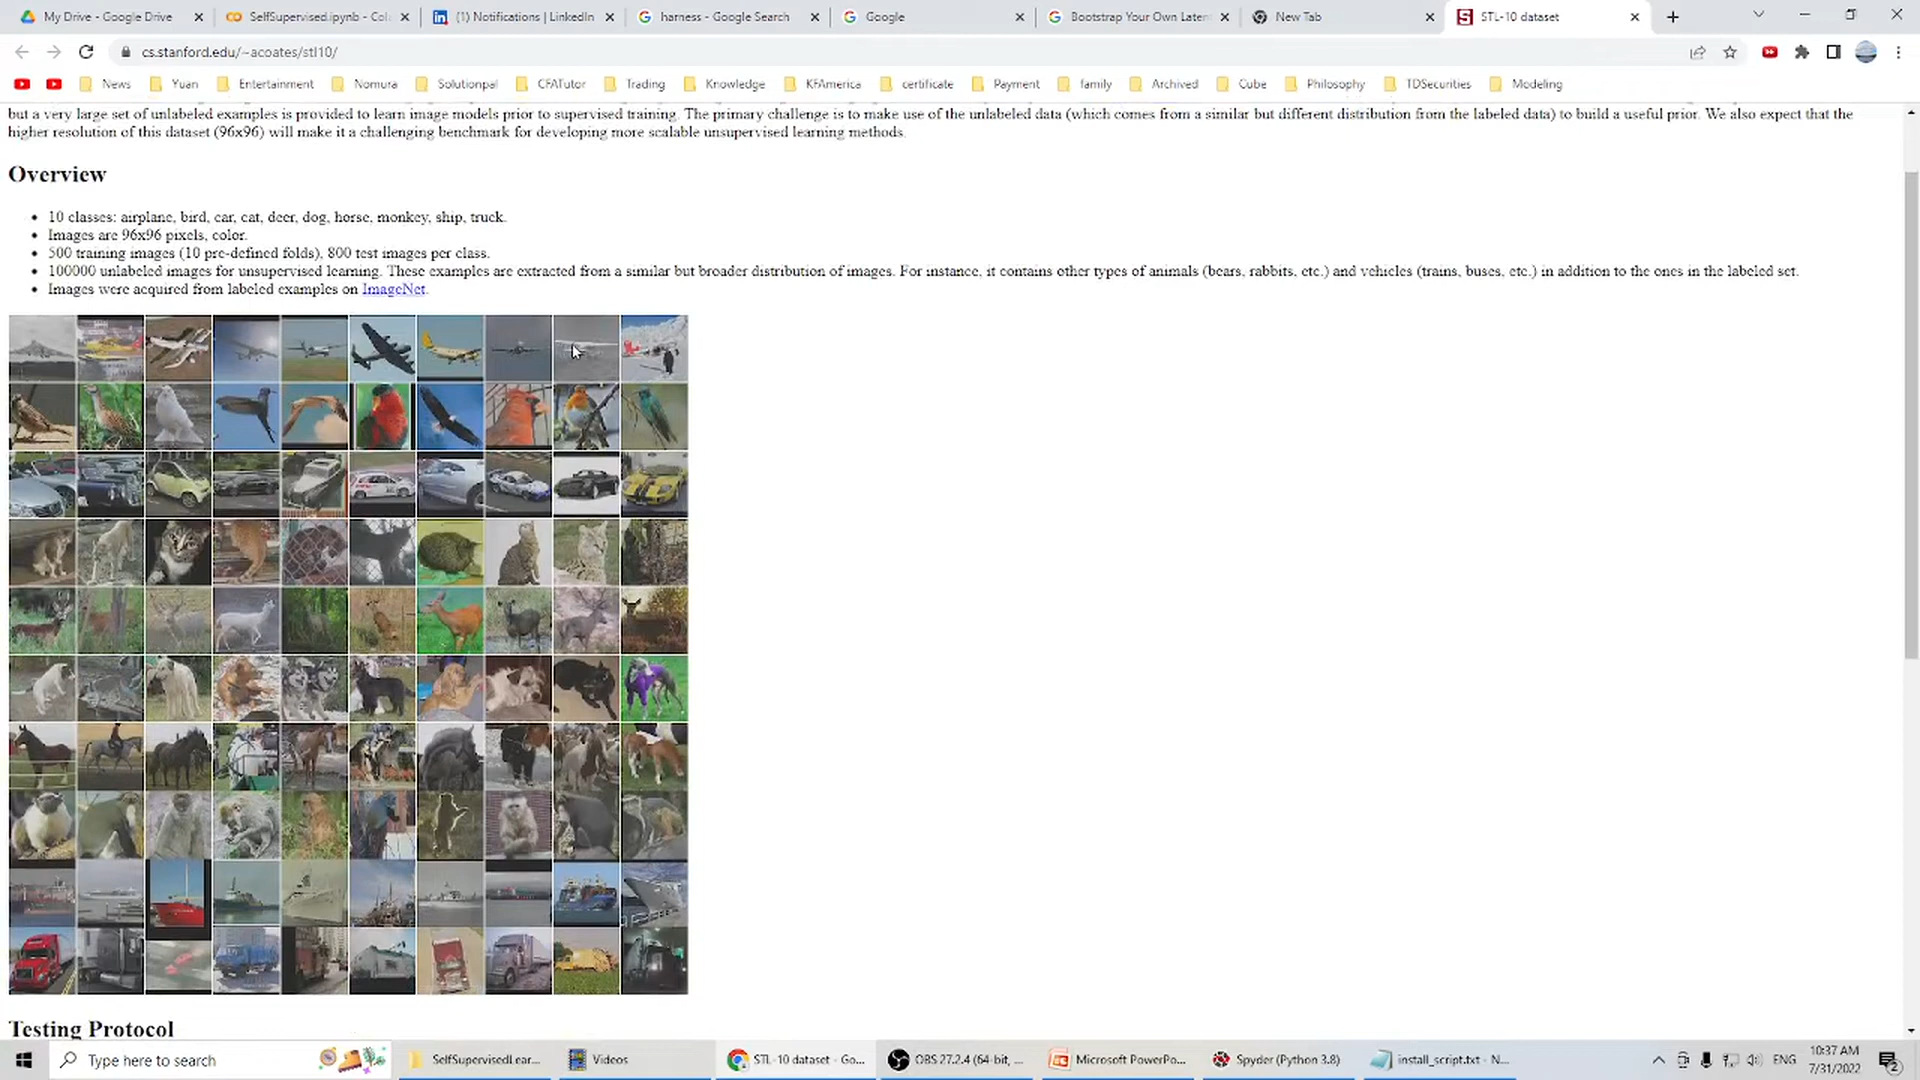 My Drive - Google Drive
SelfSupervised.ipynb - Col
(1) Notifications | LinkedIn
harness - Google Search
Google
Bootstrap Your Own Laten
New Tab
STL-10 dataset
cs.stanford.edu/~acoates/stl10/
News
Yuan
Entertainment
Nomura
Solutionpal
CFATutor
Trading
Knowledge
KFAmerica
certificate
Payment
family
Archived
Cube
Philosophy
TDSecurities
Modeling
but a very large set of unlabeled examples is provided to learn image models prior to supervised training. The primary challenge is to make use of the unlabeled data (which comes from a similar but different distribution from the labeled data) to build a useful prior. We also expect that the
higher resolution of this dataset (96x96) will make it a challenging benchmark for developing more scalable unsupervised learning methods.
Overview
10 classes: airplane, bird, car, cat, deer, dog, horse, monkey, ship, truck.
Images are 96x96 pixels, color.
500 training images (10 pre-defined folds), 800 test images per class.
100000 unlabeled images for unsupervised learning. These examples are extracted from a similar but broader distribution of images. For instance, it contains other types of animals (bears, rabbits, etc.) and vehicles (trains, buses, etc.) in addition to the ones in the labeled set.
Images were acquired from labeled examples on ImageNet.
Testing Protocol
Type here to search
SelfSupervisedLear...
Videos
STL-10 dataset - Go...
OBS 27.2.4 (64-bit, ...
Microsoft PowerPo...
Spyder (Python 3.8)
install_script.txt - N...
ENG
10:37 AM
7/31/2022
2